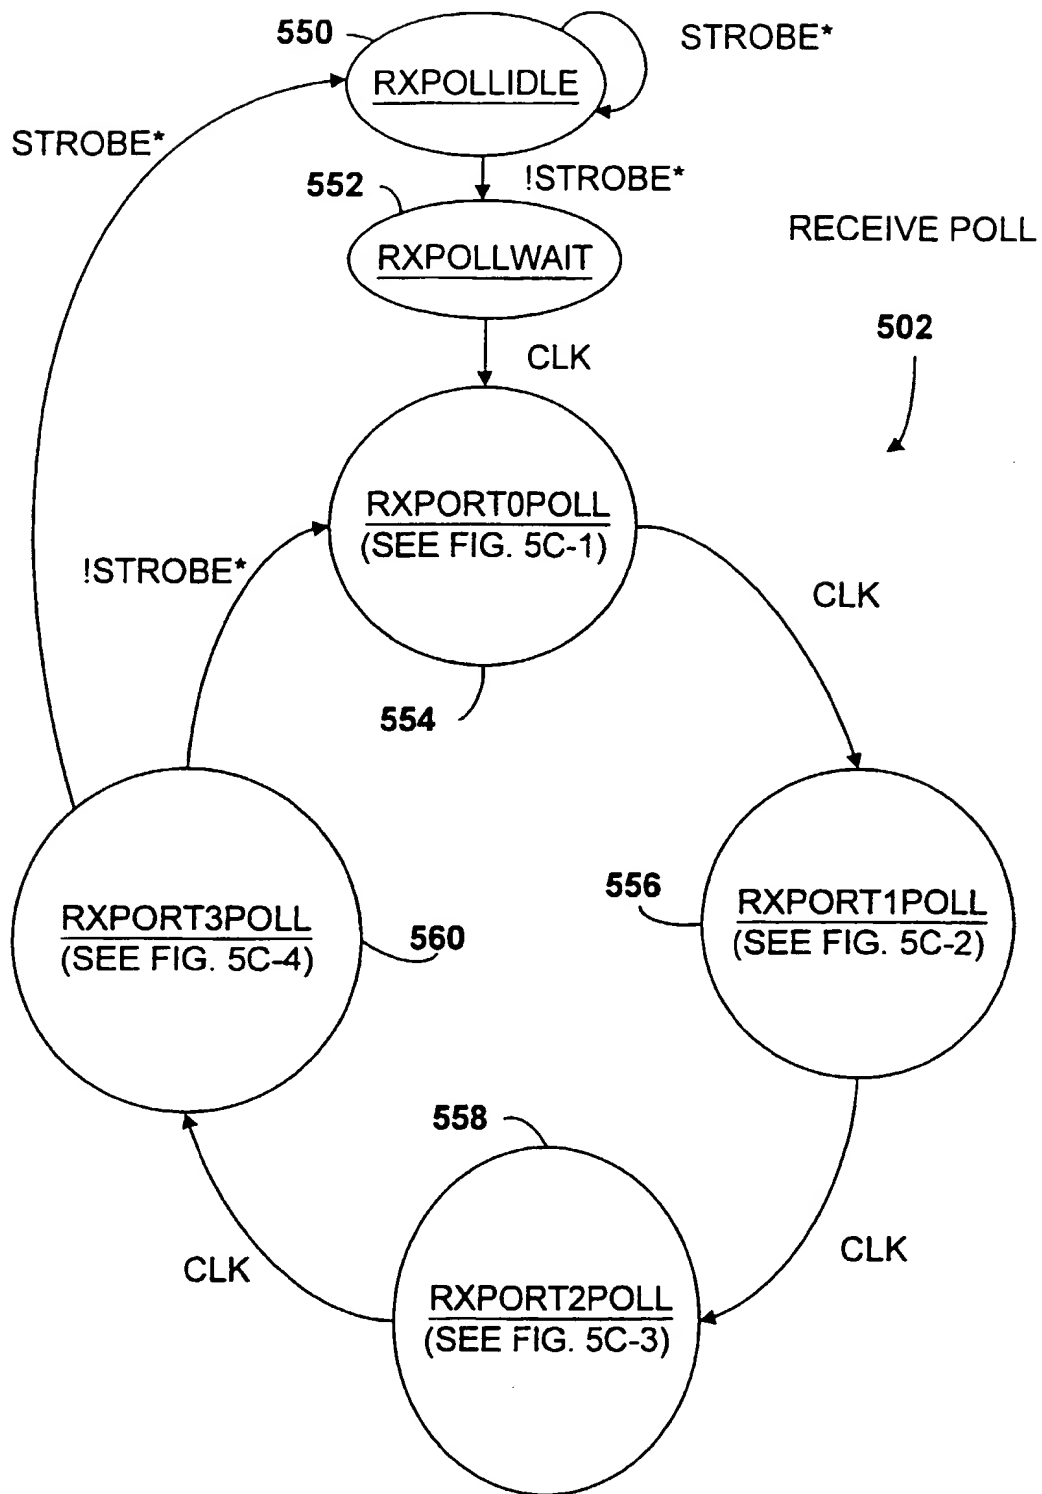 550
STROBE*
RXPOLLIDLE
STROBE*
552
!STROBE*
RECEIVE POLL
RXPOLLWAIT
502
CLK
RXPORT0POLL
(SEE FIG. 5C-1)
!STROBE*
CLK
554
556
RXPORT3POLL
(SEE FIG. 5C-4)
560
RXPORT1POLL
(SEE FIG. 5C-2)
558
CLK
CLK
RXPORT2POLL
(SEE FIG. 5C-3)